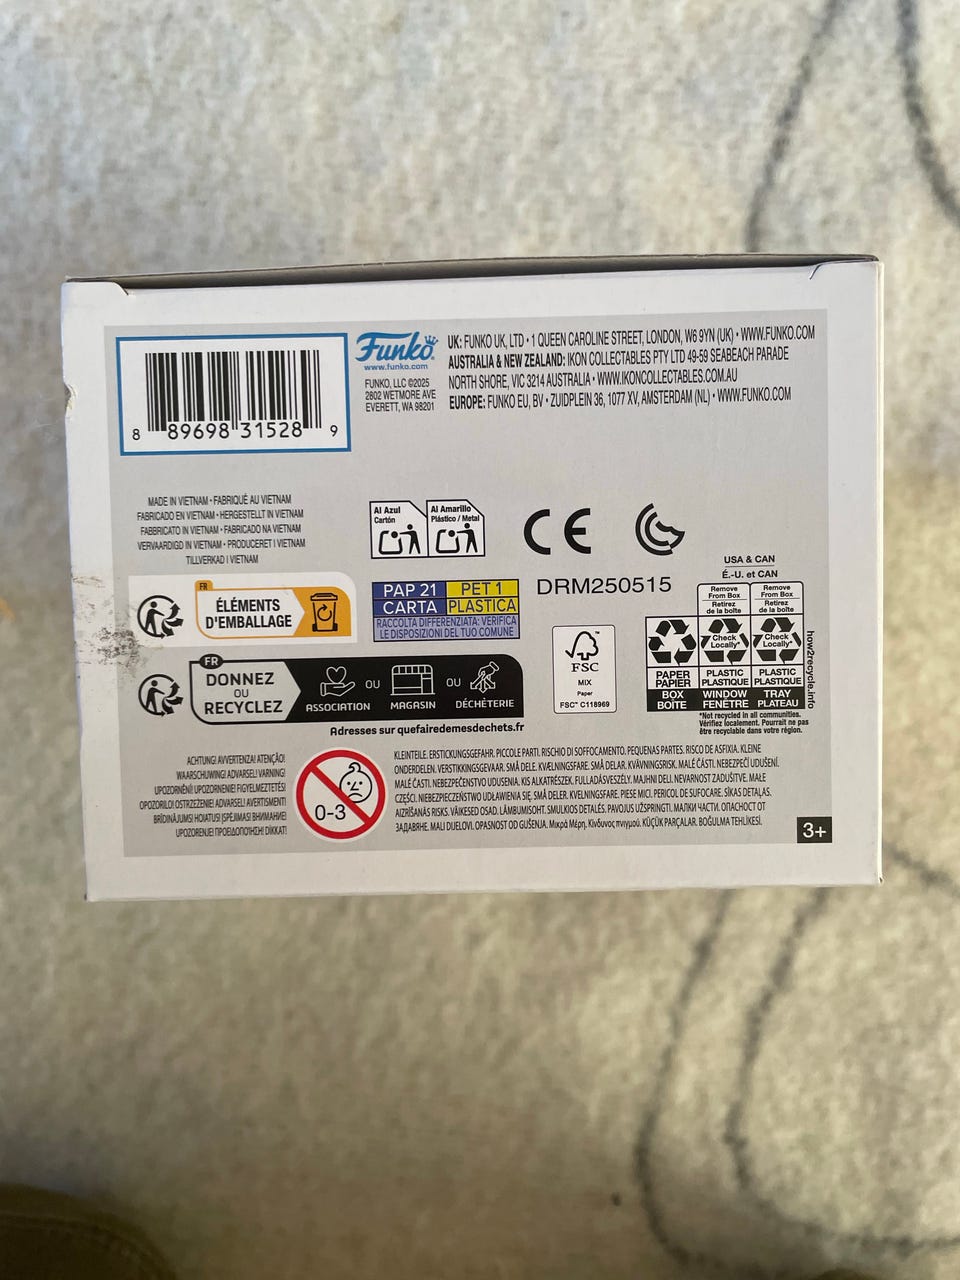 8 89698 31528 9
Funko
www.funko.com
FUNKO, LLC ©2025
2802 WETMORE AVE
EVERETT, WA 98201
UK: FUNKO UK, LTD • 1 QUEEN CAROLINE STREET, LONDON, W6 9YN (UK) • WWW.FUNKO.COM
AUSTRALIA & NEW ZEALAND: IKON COLLECTABLES PTY LTD 49-59 SEABEACH PARADE
NORTH SHORE, VIC 3214 AUSTRALIA • WWW.IKONCOLLECTABLES.COM.AU
EUROPE: FUNKO EU, BV • ZUIDPLEIN 36, 1077 XV, AMSTERDAM (NL) • WWW.FUNKO.COM
MADE IN VIETNAM • FABRIQUÉ AU VIETNAM
FABRICADO EN VIETNAM • HERGESTELLT IN VIETNAM
FABBRICATO IN VIETNAM • FABRICADO NA VIETNAM
VERVAARDIGD IN VIETNAM • PRODUCERET I VIETNAM
TILLVERKAD I VIETNAM
Al Azul
Cartón
Al Amarillo
Plástico / Metal
CE
DRM250515
USA & CAN
É.-U. et CAN
Remove
From Box
Retirez
de la boîte
Remove
From Box
Retirez
de la boîte
Check
Locally*
Check
Locally*
PAPER
PAPIER
BOX
BOÎTE
PLASTIC
PLASTIQUE
WINDOW
FENÊTRE
PLASTIC
PLASTIQUE
TRAY
PLATEAU
*Not recycled in all communities.
Vérifiez localement. Pourrait ne pas
être recyclable dans votre région.
how2recycle.info
FR
ÉLÉMENTS
D'EMBALLAGE
PAP 21 PET 1
CARTA PLASTICA
RACCOLTA DIFFERENZIATA: VERIFICA
LE DISPOSIZIONI DEL TUO COMUNE
FSC
MIX
Paper
FSC™ C118969
FR
DONNEZ
OU
RECYCLEZ
ASSOCIATION OU MAGASIN OU DÉCHÈTERIE
Adresses sur quefairedemesdechets.fr
ACHTUNG! AVVERTENZA! ATENÇÃO!
WAARSCHUWING! ADVARSEL! VARNING!
UPOZORNĚNÍ! UPOZORNENIE! FIGYELMEZTETÉS!
OPOZORILO! OSTRZEŻENIE! ADVARSEL! AVERTISMENT!
BRĪDINĀJUMS! HOIATUS! ĮSPĖJIMAS! ВНИМАНИЕ!
UPOZORENJE! ΠΡΟΕΙΔΟΠΟΙΗΣΗ! DİKKAT!
0-3
KLEINTEILE. ERSTICKUNGSGEFAHR. PICCOLE PARTI. RISCHIO DI SOFFOCAMENTO. PEQUENAS PARTES. RISCO DE ASFIXIA. KLEINE
ONDERDELEN. VERSTIKKINGSGEVAAR. SMÅ DELE. KVÆLNINGSFARE. SMÅ DELAR. KVÄVNINGSRISK. MALÉ ČÁSTI. NEBEZPEČÍ UDUŠENÍ.
MALÉ ČASTI. NEBEZPEČENSTVO UDUSENIA. KIS ALKATRÉSZEK. FULLADÁSVESZÉLY. MAJHNI DELI. NEVARNOST ZADUŠITVE. MAŁE
CZĘŚCI. NIEBEZPIECZEŃSTWO UDŁAWIENIA SIĘ. SMÅ DELER. KVELNINGSFARE. PIESE MICI. PERICOL DE SUFOCARE. SĪKAS DETAĻAS.
AIZRĪŠANĀS RISKS. VÄIKESED OSAD. LÄMBUMISOHT. SMULKIOS DETALĖS. PAVOJUS UŽSPRINGTI. МАЛКИ ЧАСТИ. ОПАСНОСТ ОТ
ЗАДАВЯНЕ. MALI DIJELOVI. OPASNOST OD GUŠENJA. Μικρά Μέρη. Κίνδυνος πνιγμού. KÜÇÜK PARÇALAR. BOĞULMA TEHLİKESİ.
3+